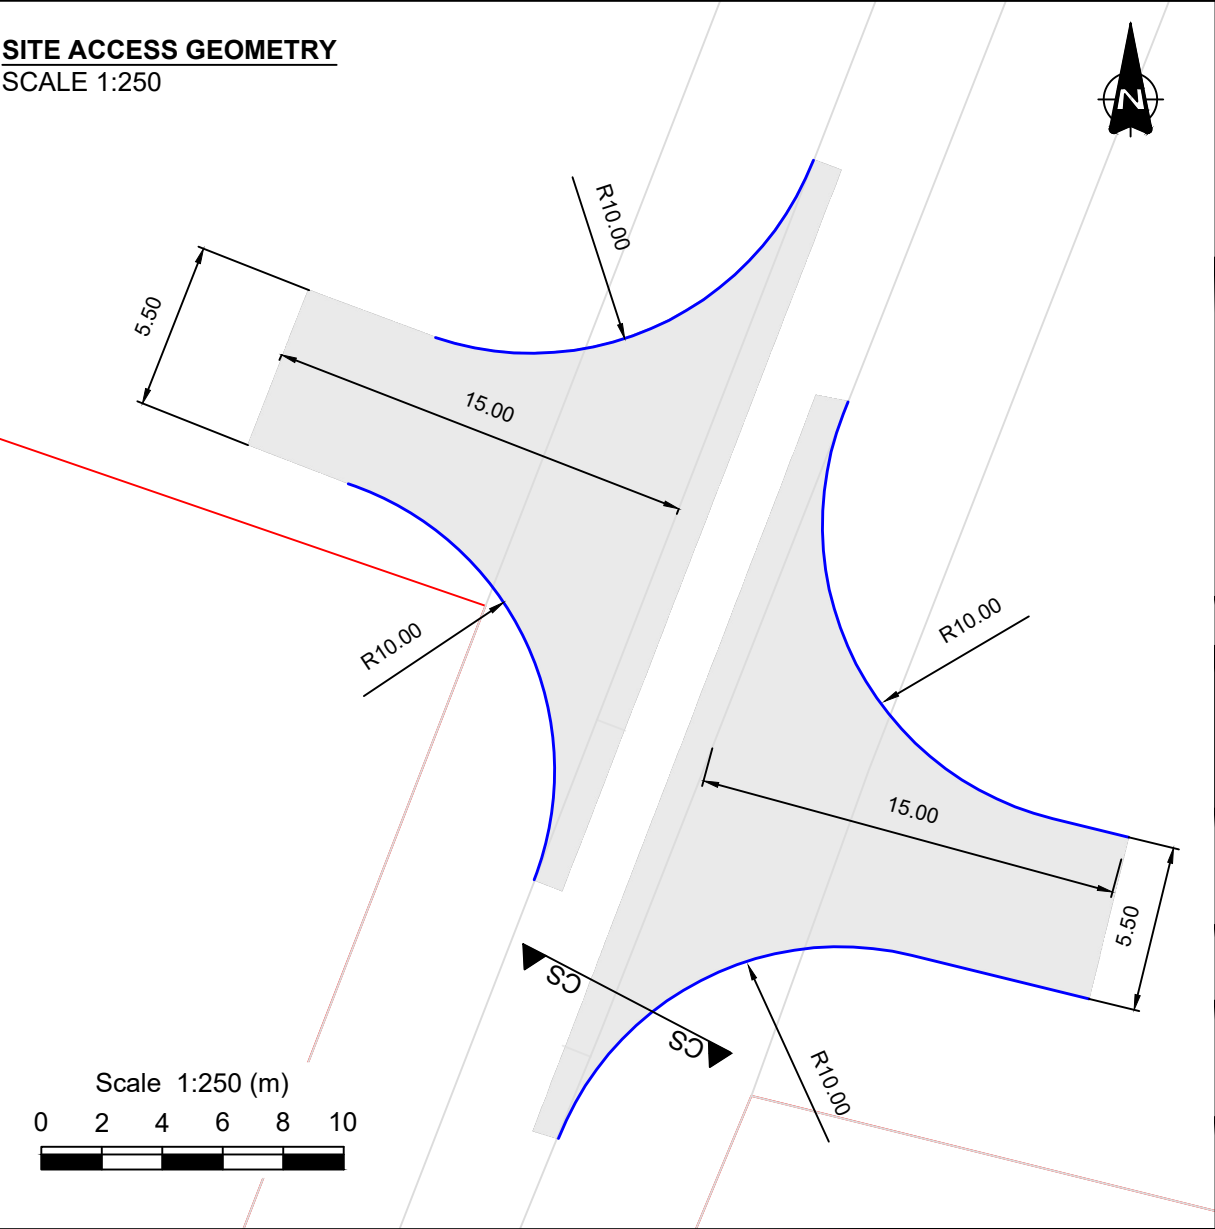 SITE ACCESS GEOMETRY
SCALE 1:250
N
R10.00
5.50
15.00
R10.00
R10.00
15.00
5.50
CS
CS
R10.00
Scale 1:250 (m)
0 2 4 6 8 10